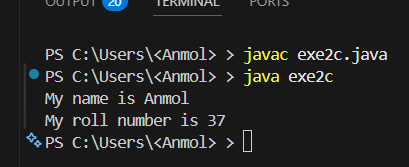 OUTPUT 20 TERMINAL PORTS
PS C:\Users\<Anmol> > javac exe2c.java
PS C:\Users\<Anmol> > java exe2c
My name is Anmol
My roll number is 37
PS C:\Users\<Anmol> >